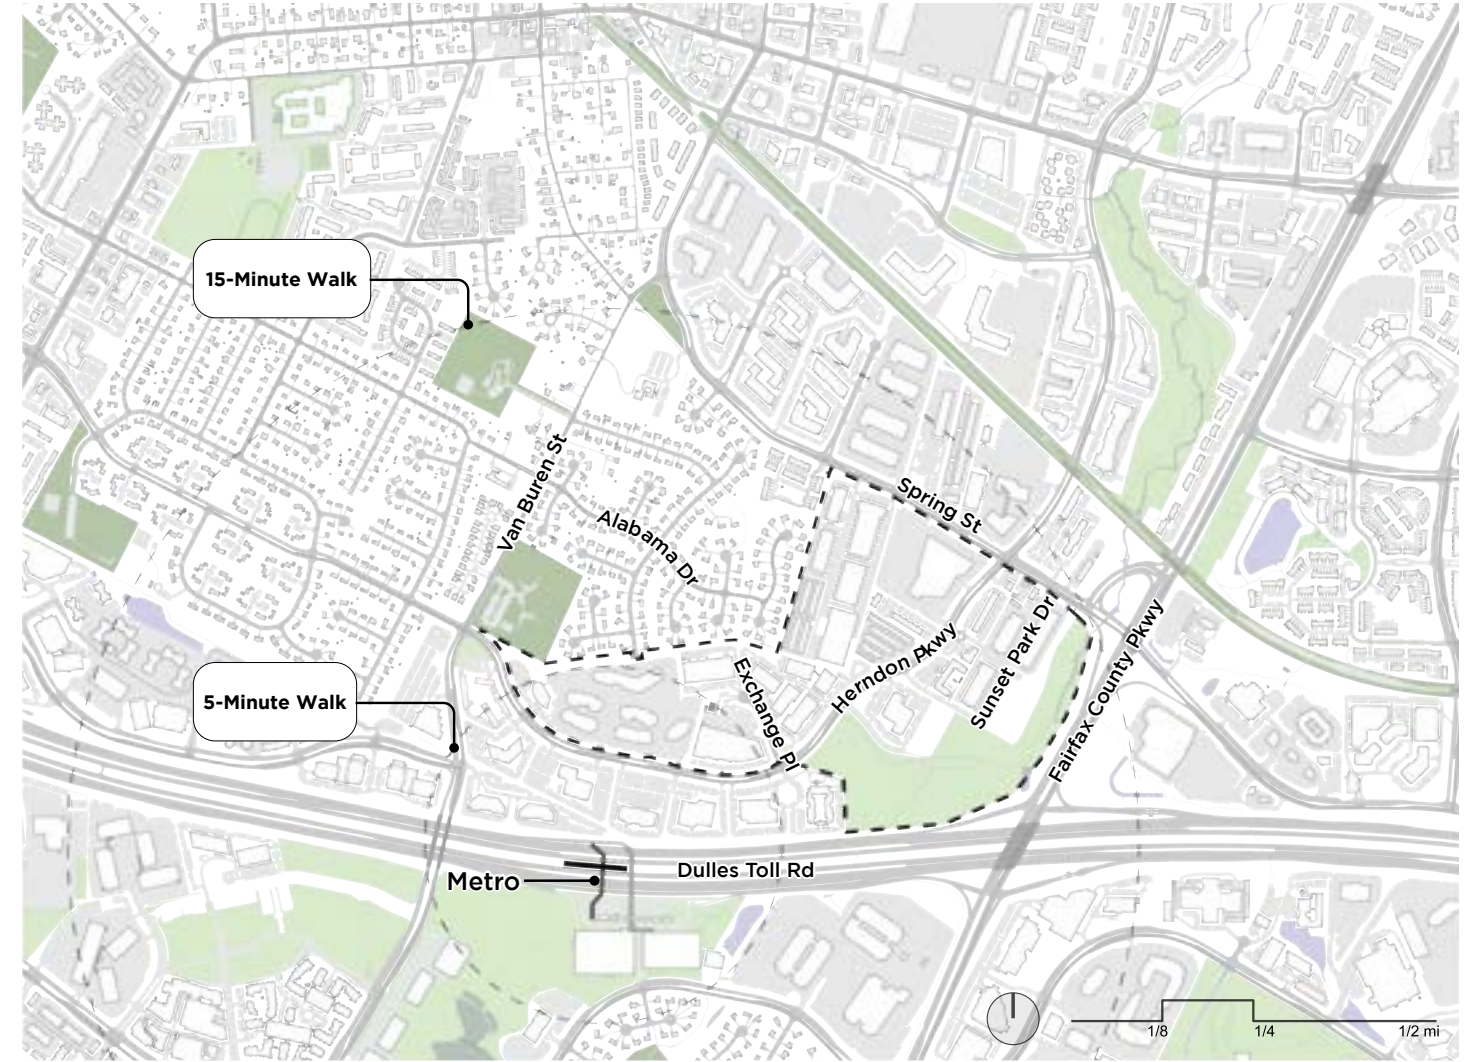 15-Minute Walk
Van Buren St
Alabama Dr
Spring St
5-Minute Walk
Exchange Pl
Herndon Pkwy
Sunset Park Dr
Fairfax County Pkwy
Metro
Dulles Toll Rd
1/8 1/4 1/2 mi